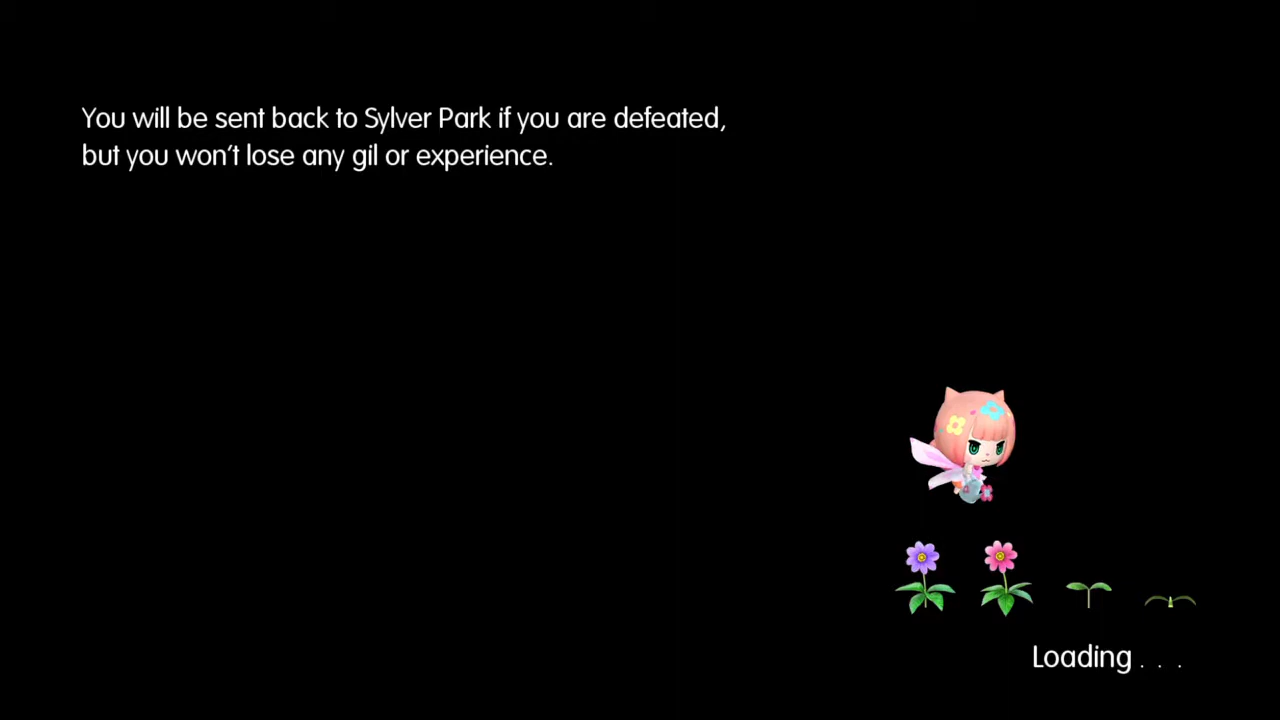 You will be sent back to Sylver Park if you are defeated,
but you won't lose any gil or experience.
Loading . . .